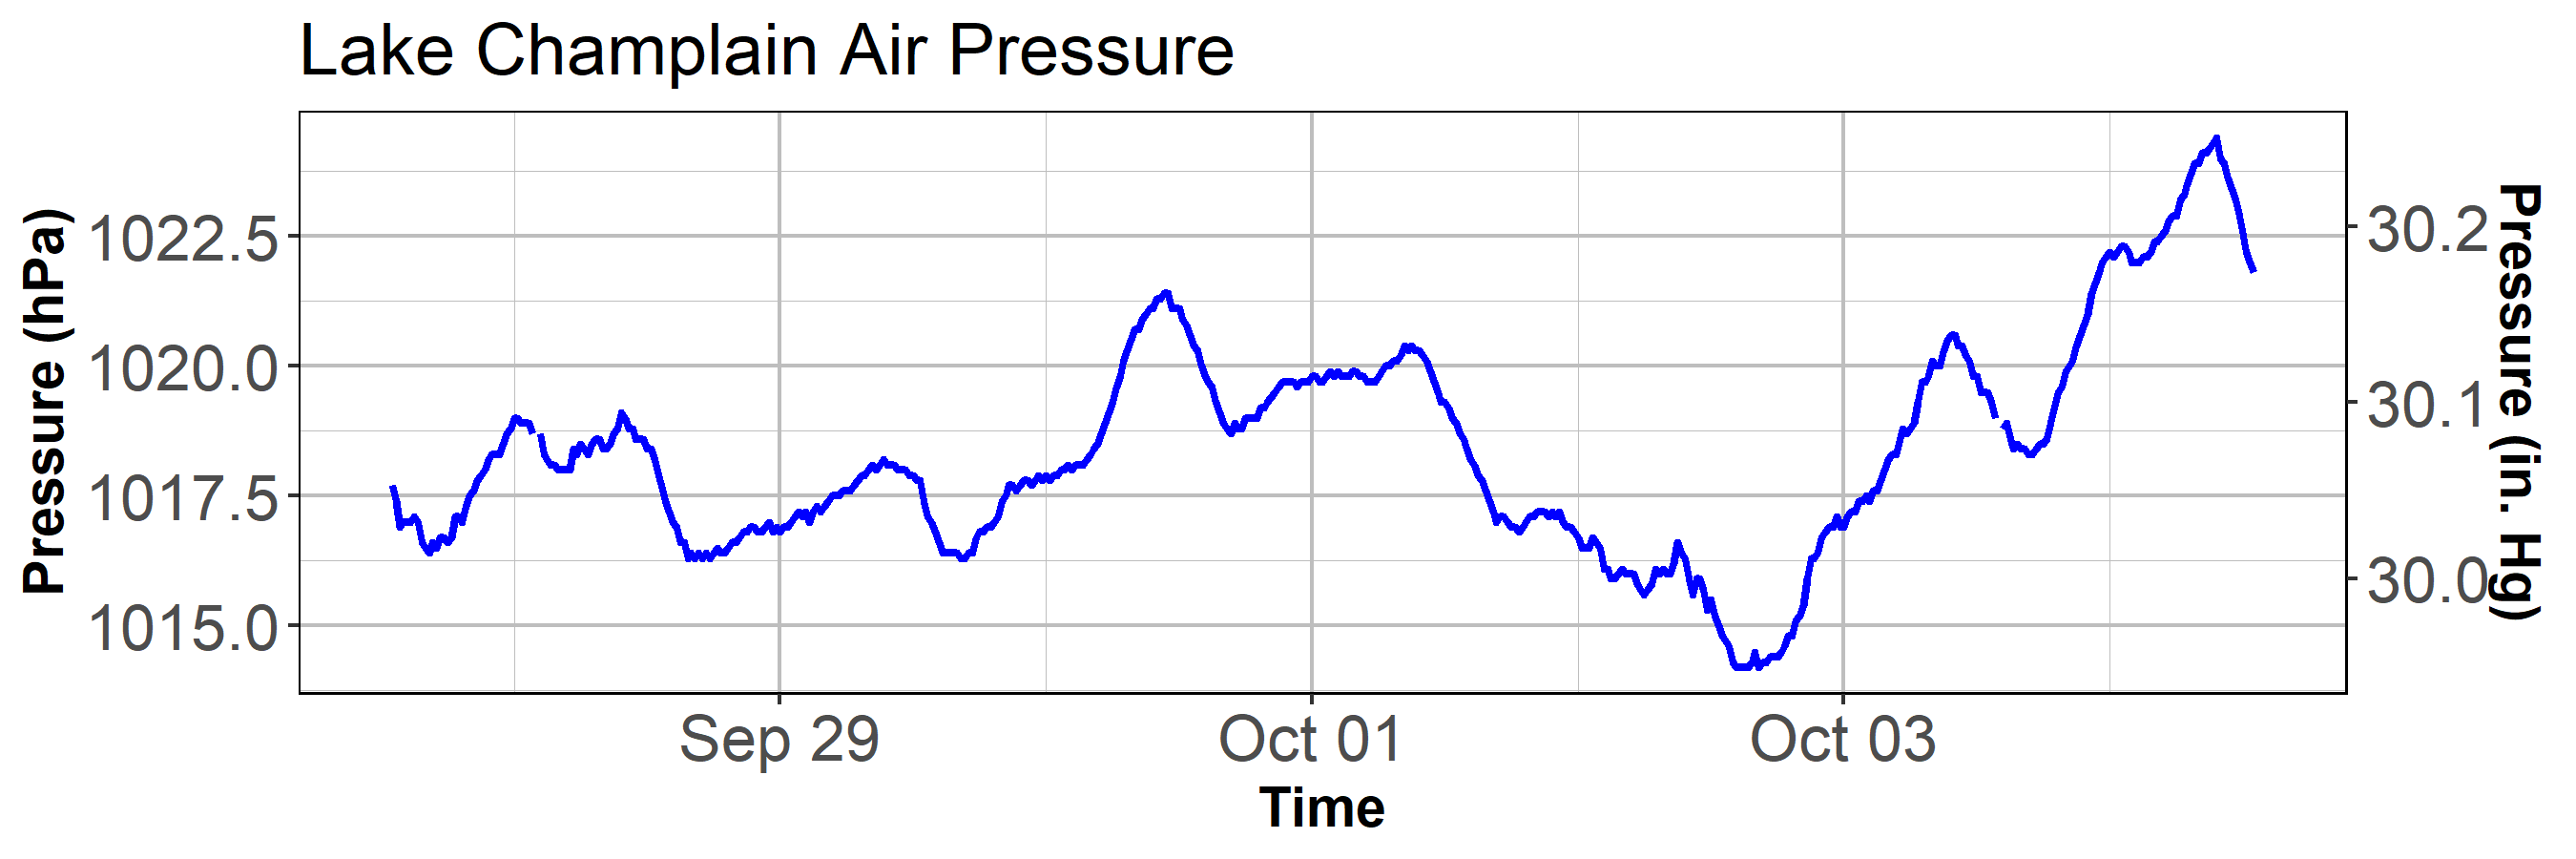 Lake Champlain Air Pressure
Pressure (hPa)
1022.5
1020.0
1017.5
1015.0
30.2
30.1
30.0
Pressure (in. Hg)
Sep 29
Oct 01
Oct 03
Time